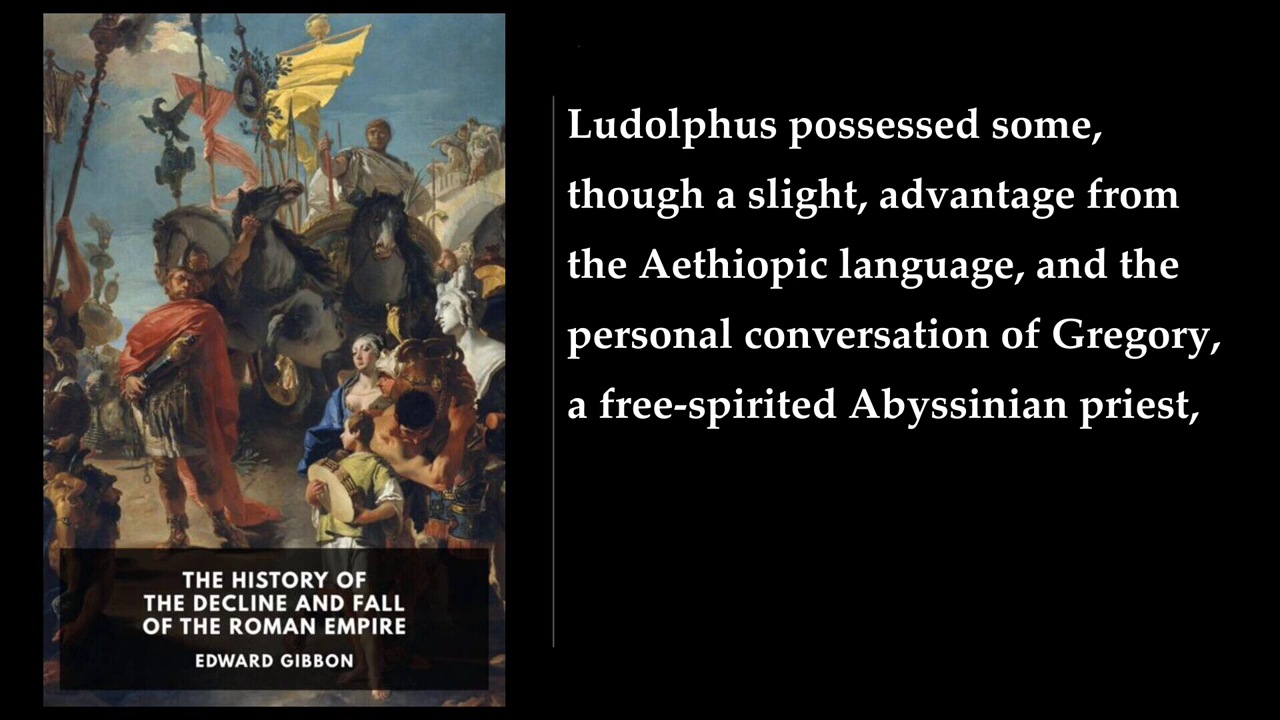 THE HISTORY OF
THE DECLINE AND FALL
OF THE ROMAN EMPIRE
EDWARD GIBBON
Ludolphus possessed some,
though a slight, advantage from
the Aethiopic language, and the
personal conversation of Gregory,
a free-spirited Abyssinian priest,